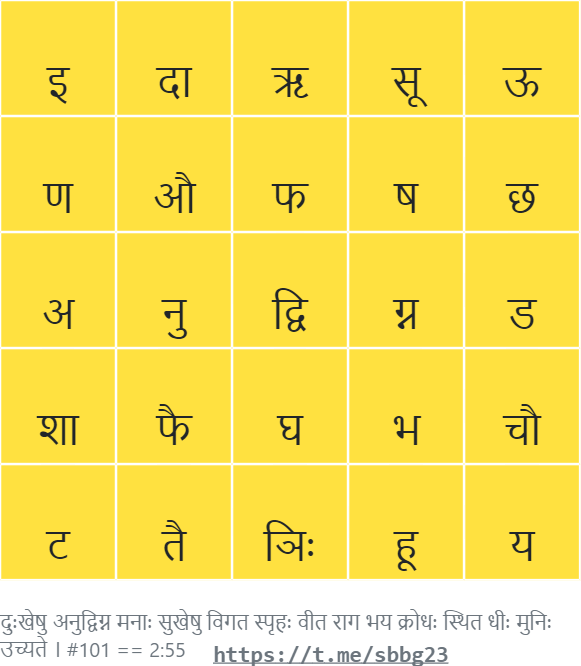 इ दा ऋ सू ऊ
ण औ फ ष छ
अ नु द्वि ग्न ड
शा फै घ भ चौ
ट तै ञिः हू य
दुःखेषु अनुद्विग्न मनाः सुखेषु विगत स्पृहः वीत राग भय क्रोधः स्थित धीः मुनिः
उच्यते । #101 == 2:55 https://t.me/sbbg23